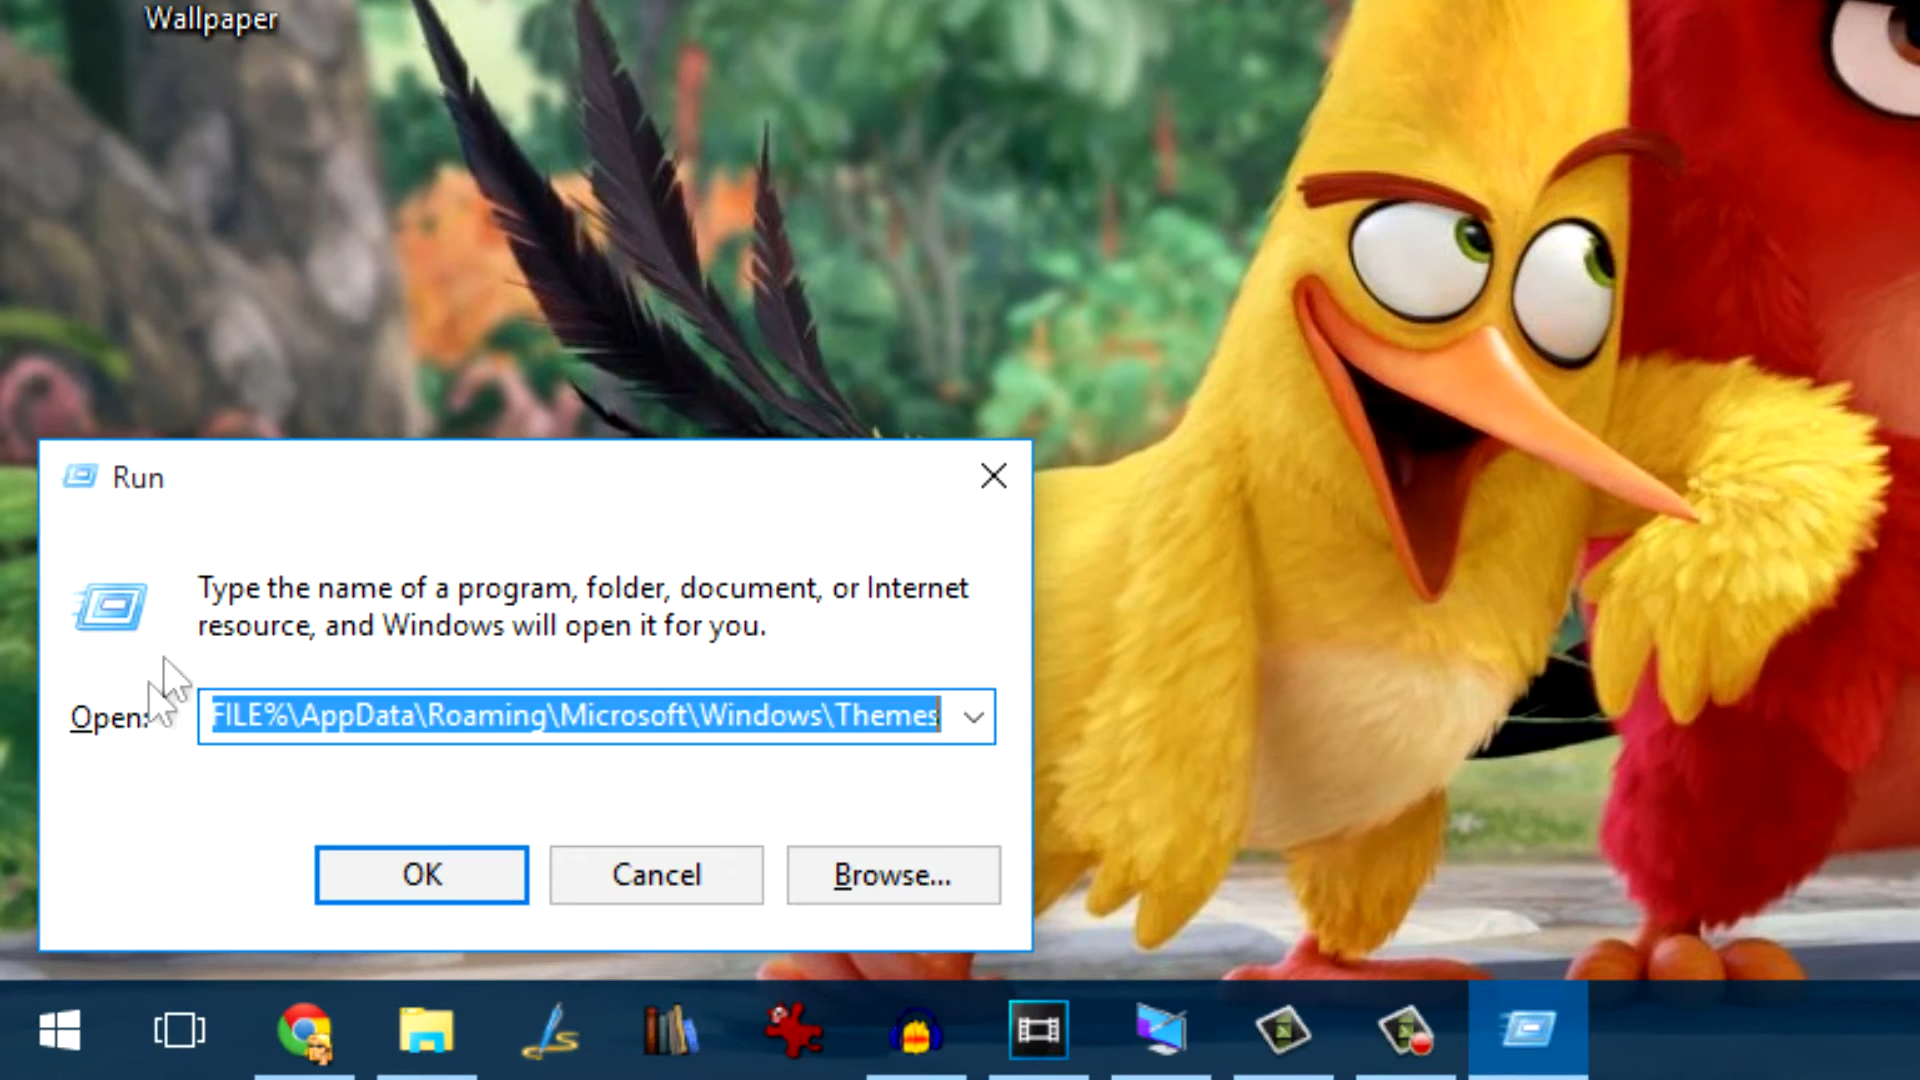 Wallpaper
Run
Type the name of a program, folder, document, or Internet
resource, and Windows will open it for you.
Open:
FILE%\AppData\Roaming\Microsoft\Windows\Themes
OK
Cancel
Browse...